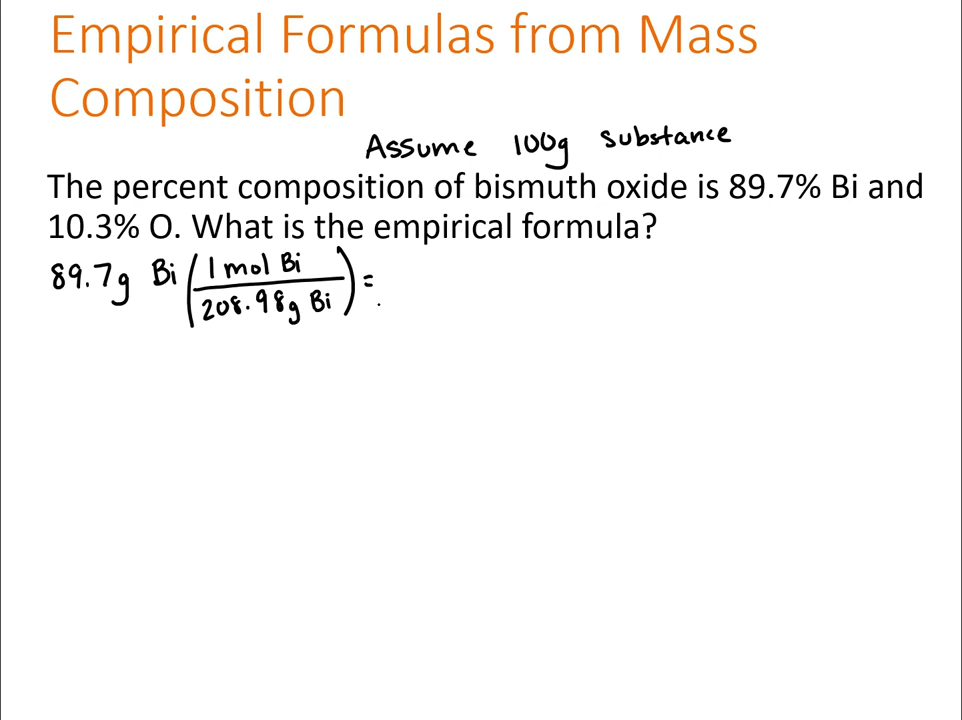 Empirical Formulas from Mass
Composition
Assume 100g substance
The percent composition of bismuth oxide is 89.7% Bi and
10.3% O. What is the empirical formula?
89.7g Bi (1 mol Bi / 208.98g Bi) =